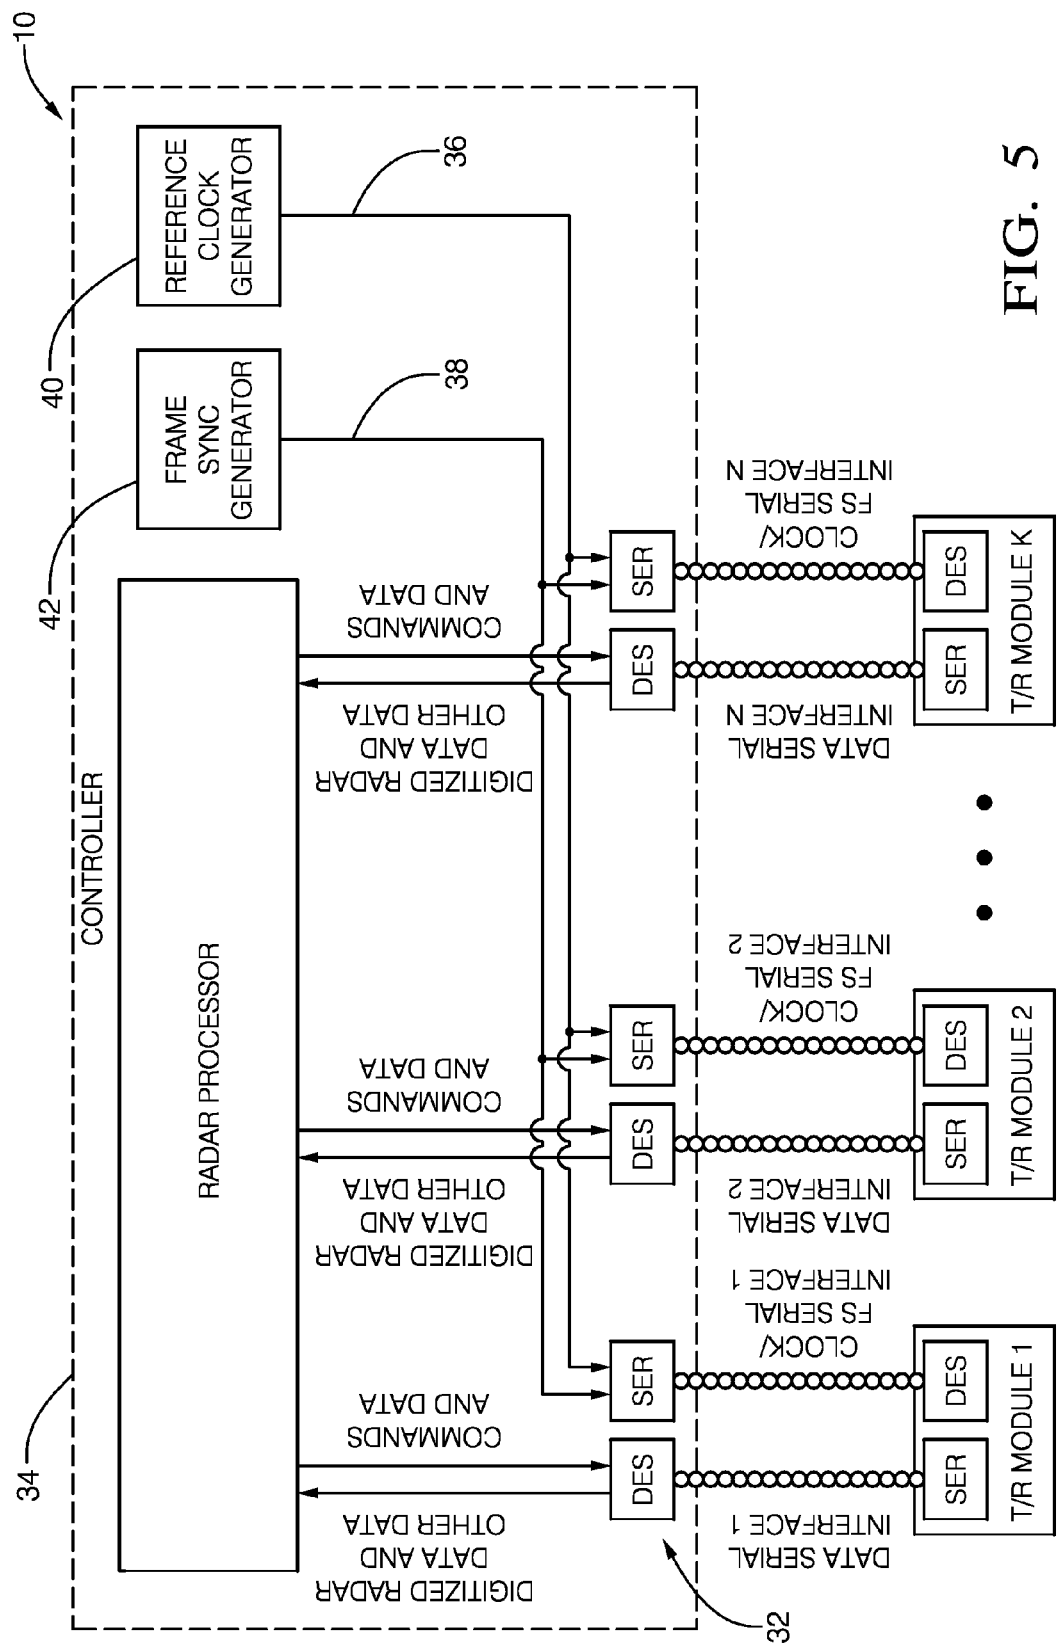 10
34
CONTROLLER
RADAR PROCESSOR
42
FRAME
SYNC
GENERATOR
40
REFERENCE
CLOCK
GENERATOR
38
36
DIGITIZED RADAR
DATA AND
OTHER DATA
COMMANDS
AND DATA
DIGITIZED RADAR
DATA AND
OTHER DATA
COMMANDS
AND DATA
DIGITIZED RADAR
DATA AND
OTHER DATA
COMMANDS
AND DATA
32
DES
SER
DES
SER
DES
SER
DATA SERIAL
INTERFACE 1
CLOCK/
FS SERIAL
INTERFACE 1
DATA SERIAL
INTERFACE 2
CLOCK/
FS SERIAL
INTERFACE 2
DATA SERIAL
INTERFACE N
CLOCK/
FS SERIAL
INTERFACE N
SER
DES
T/R MODULE 1
SER
DES
T/R MODULE 2
SER
DES
T/R MODULE K
FIG. 5